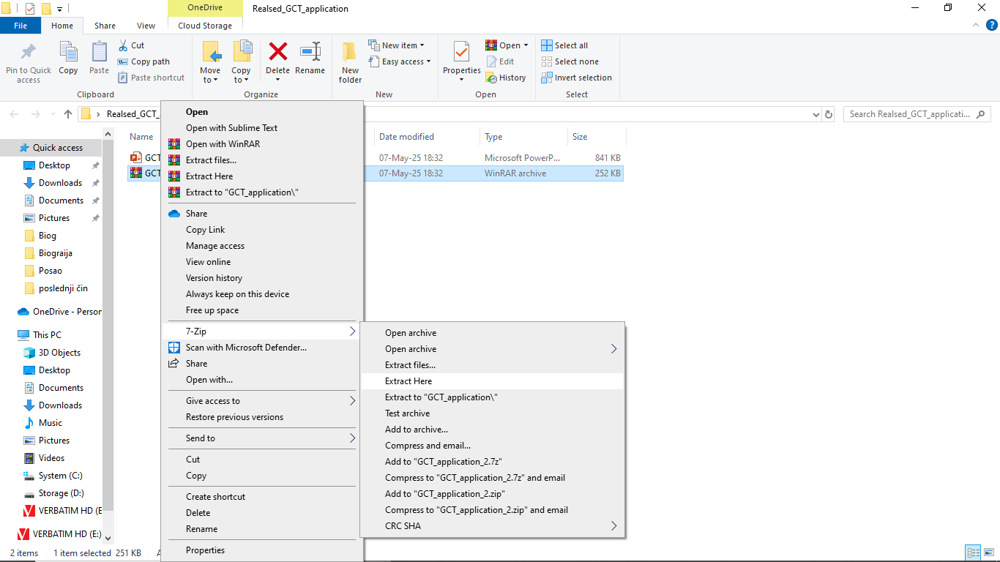 OneDrive
Realsed_GCT_application
File
Home
Share
View
Cloud Storage
?
Pin to Quick access
Copy
Paste
Cut
Copy path
Paste shortcut
Clipboard
Move to
Copy to
Delete
Rename
Organize
New folder
New item
Easy access
New
Properties
Open
Edit
History
Open
Select all
Select none
Invert selection
Select
Realsed_GCT_
Search Realsed_GCT_applicati...
Name
Date modified
Type
Size
GCT
07-May-25 18:32
Microsoft PowerP...
841 KB
GCT
07-May-25 18:32
WinRAR archive
252 KB
Quick access
Desktop
Downloads
Documents
Pictures
Biog
Biograija
Posao
poslednji čin
OneDrive - Person
This PC
3D Objects
Desktop
Documents
Downloads
Music
Pictures
Videos
System (C:)
Storage (D:)
VERBATIM HD (E
VERBATIM HD (E:)
Open
Open with Sublime Text
Open with WinRAR
Extract files...
Extract Here
Extract to "GCT_application\"
Share
Copy Link
Manage access
View online
Version history
Always keep on this device
Free up space
7-Zip
Scan with Microsoft Defender...
Share
Open with...
Give access to
Restore previous versions
Send to
Cut
Copy
Create shortcut
Delete
Rename
Properties
Open archive
Open archive
Extract files...
Extract Here
Extract to "GCT_application\"
Test archive
Add to archive...
Compress and email...
Add to "GCT_application_2.7z"
Compress to "GCT_application_2.7z" and email
Add to "GCT_application_2.zip"
Compress to "GCT_application_2.zip" and email
CRC SHA
2 items
1 item selected 251 KB